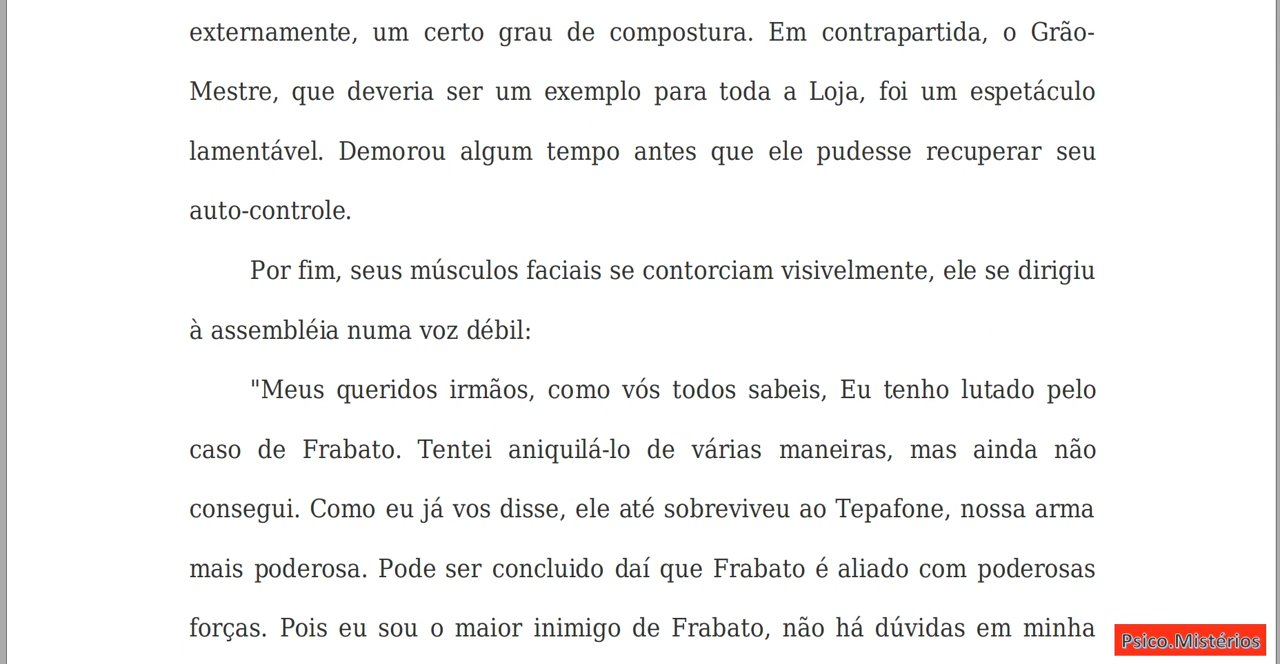 externamente, um certo grau de compostura. Em contrapartida, o Grão-
Mestre, que deveria ser um exemplo para toda a Loja, foi um espetáculo
lamentável. Demorou algum tempo antes que ele pudesse recuperar seu
auto-controle.
Por fim, seus músculos faciais se contorciam visivelmente, ele se dirigiu
à assembléia numa voz débil:
"Meus queridos irmãos, como vós todos sabeis, Eu tenho lutado pelo
caso de Frabato. Tentei aniquilá-lo de várias maneiras, mas ainda não
consegui. Como eu já vos disse, ele até sobreviveu ao Tepafone, nossa arma
mais poderosa. Pode ser concluido daí que Frabato é aliado com poderosas
forças. Pois eu sou o maior inimigo de Frabato, não há dúvidas em minha
Psico.Mistérios